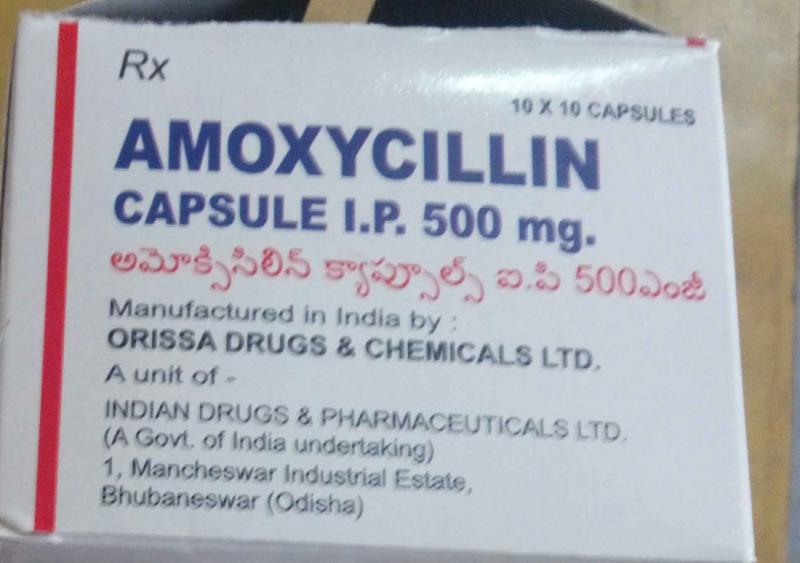 Rx
10 X 10 CAPSULES
AMOXYCILLIN
CAPSULE I.P. 500 mg.
అమోక్సిసిలిన్ క్యాప్సూల్స్ ఐ.పి 500ఎంజీ
Manufactured in India by :
ORISSA DRUGS & CHEMICALS LTD.
A unit of -
INDIAN DRUGS & PHARMACEUTICALS LTD.
(A Govt. of India undertaking)
1, Mancheswar Industrial Estate,
Bhubaneswar (Odisha)